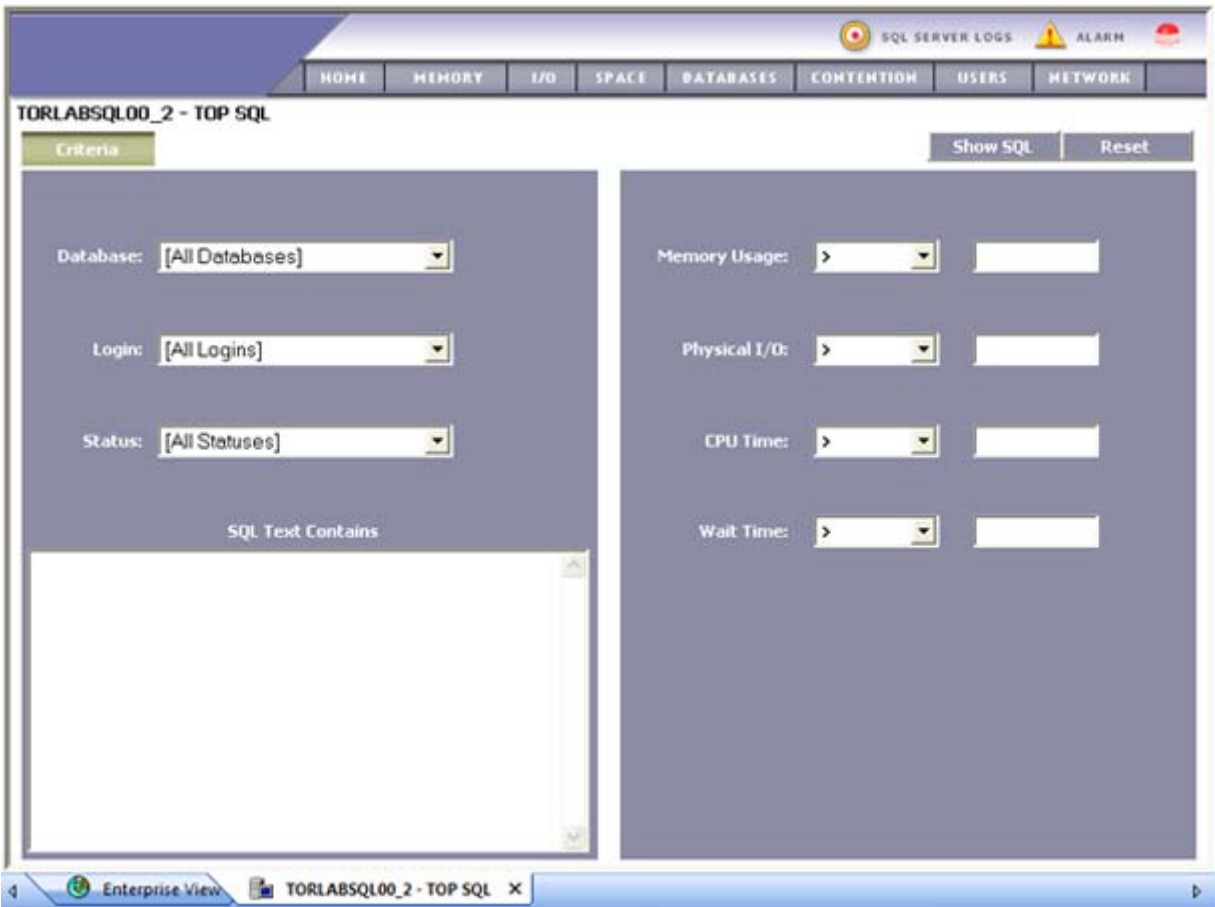 SQL SERVER LOGS ALARM
HOME MEMORY I/O SPACE DATABASES CONTENTION USERS NETWORK
TORLABSQL00_2 - TOP SQL
Criteria Show SQL Reset
Database: [All Databases] Memory Usage: >
Login: [All Logins] Physical I/O: >
Status: [All Statuses] CPU Time: >
SQL Text Contains Wait Time: >
Enterprise View TORLABSQL00_2 - TOP SQL